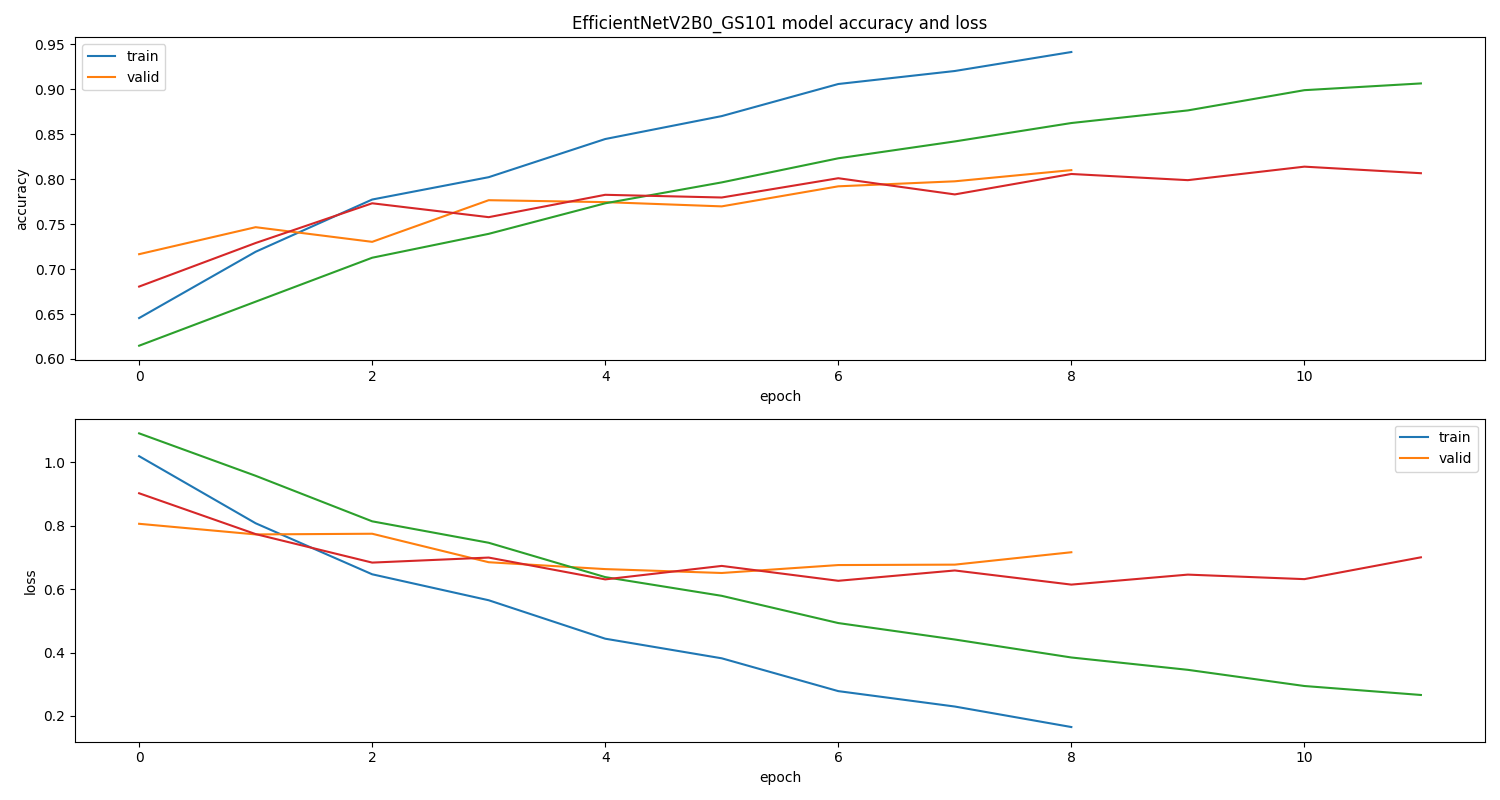 EfficientNetV2B0_GS101 model accuracy and loss
train
valid
accuracy
0.95
0.90
0.85
0.80
0.75
0.70
0.65
0.60
0 2 4 6 8 10
epoch
train
valid
loss
1.0
0.8
0.6
0.4
0.2
0 2 4 6 8 10
epoch